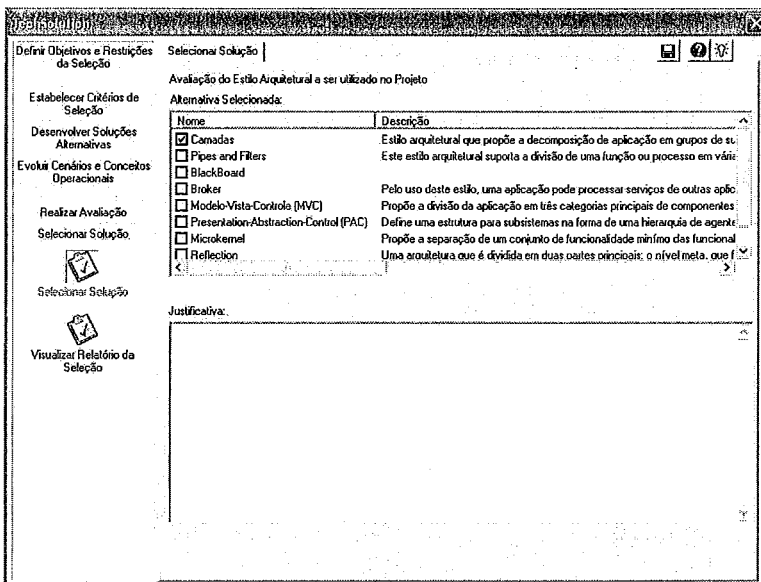 Definir Objetivos e Restrições
da Seleção
Estabelecer Critérios de
Seleção
Desenvolver Soluções
Alternativas
Evoluir Cenários e Conceitos
Operacionais
Realizar Avaliação
Selecionar Solução
Selecionar Solução
Visualizar Relatório da
Seleção
Selecionar Solução
Avaliação do Estilo Arquitetural a ser utilizado no Projeto
Alternativa Selecionada:
Nome Descrição
Camadas Estilo arquitetural que propõe a decomposição de aplicação em grupos de su
Pipes and Filters Este estilo arquitetural suporta a divisão de uma função ou processo em vária
BlackBoard
Broker Pelo uso deste estilo, uma aplicação pode processar serviços de outras aplic
Modelo-Vista-Controle (MVC) Propõe a divisão da aplicação em três categorias principais de componentes
Presentation-Abstraction-Control (PAC) Define uma estrutura para subsistemas na forma de uma hierarquia de agente
Microkernel Propõe a separação de um conjunto de funcionalidade mínimo das funcional
Reflection Uma arquitetura que é dividida em duas partes principais: o nível meta, que f
Justificativa: